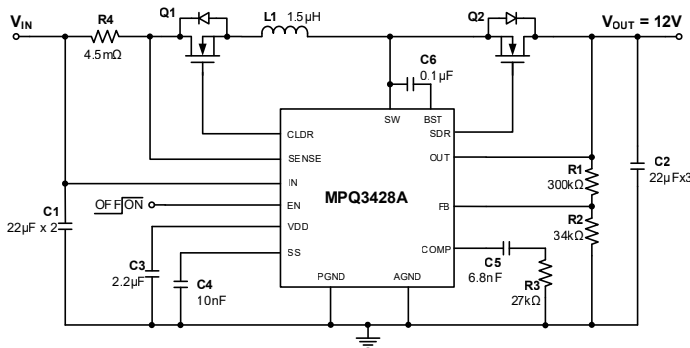 Q1
Q2
VIN
R4
4.5mΩ
L1 1.5µH
VOUT = 12V
C6
0.1µF
SW
BST
CLDR
SDR
SENSE
OUT
IN
MPQ3428A
R1
300kΩ
C2
22µFx3
OFF ON
EN
FB
C1
22µF x 2
VDD
R2
34kΩ
SS
COMP
C3
2.2µF
C4
10nF
PGND
AGND
C5
6.8nF
R3
27kΩ